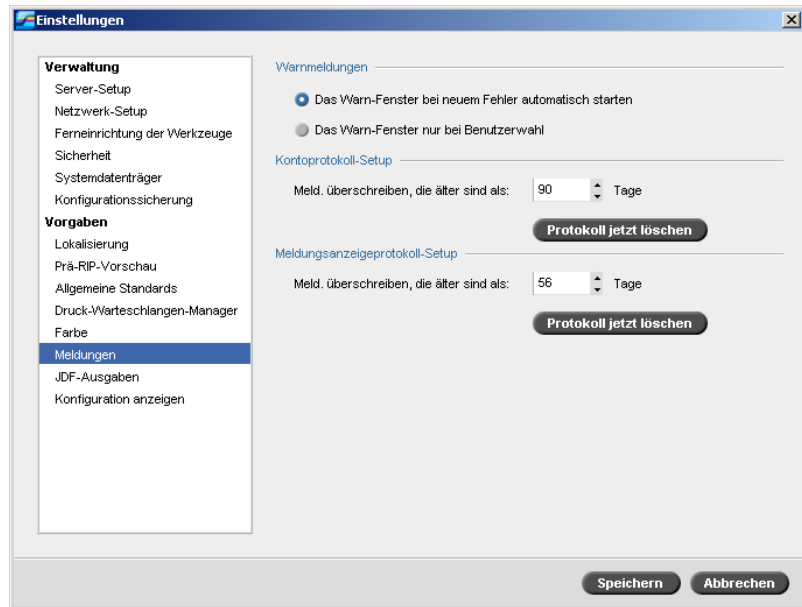 Einstellungen
Verwaltung
Server-Setup
Netzwerk-Setup
Ferneinrichtung der Werkzeuge
Sicherheit
Systemdatenträger
Konfigurationssicherung
Vorgaben
Lokalisierung
Prä-RIP-Vorschau
Allgemeine Standards
Druck-Warteschlangen-Manager
Farbe
Meldungen
JDF-Ausgaben
Konfiguration anzeigen
Warnmeldungen
Das Warn-Fenster bei neuem Fehler automatisch starten
Das Warn-Fenster nur bei Benutzerwahl
Kontoprotokoll-Setup
Meld. überschreiben, die älter sind als: 90 Tage
Protokoll jetzt löschen
Meldungsanzeigeprotokoll-Setup
Meld. überschreiben, die älter sind als: 56 Tage
Protokoll jetzt löschen
Speichern Abbrechen